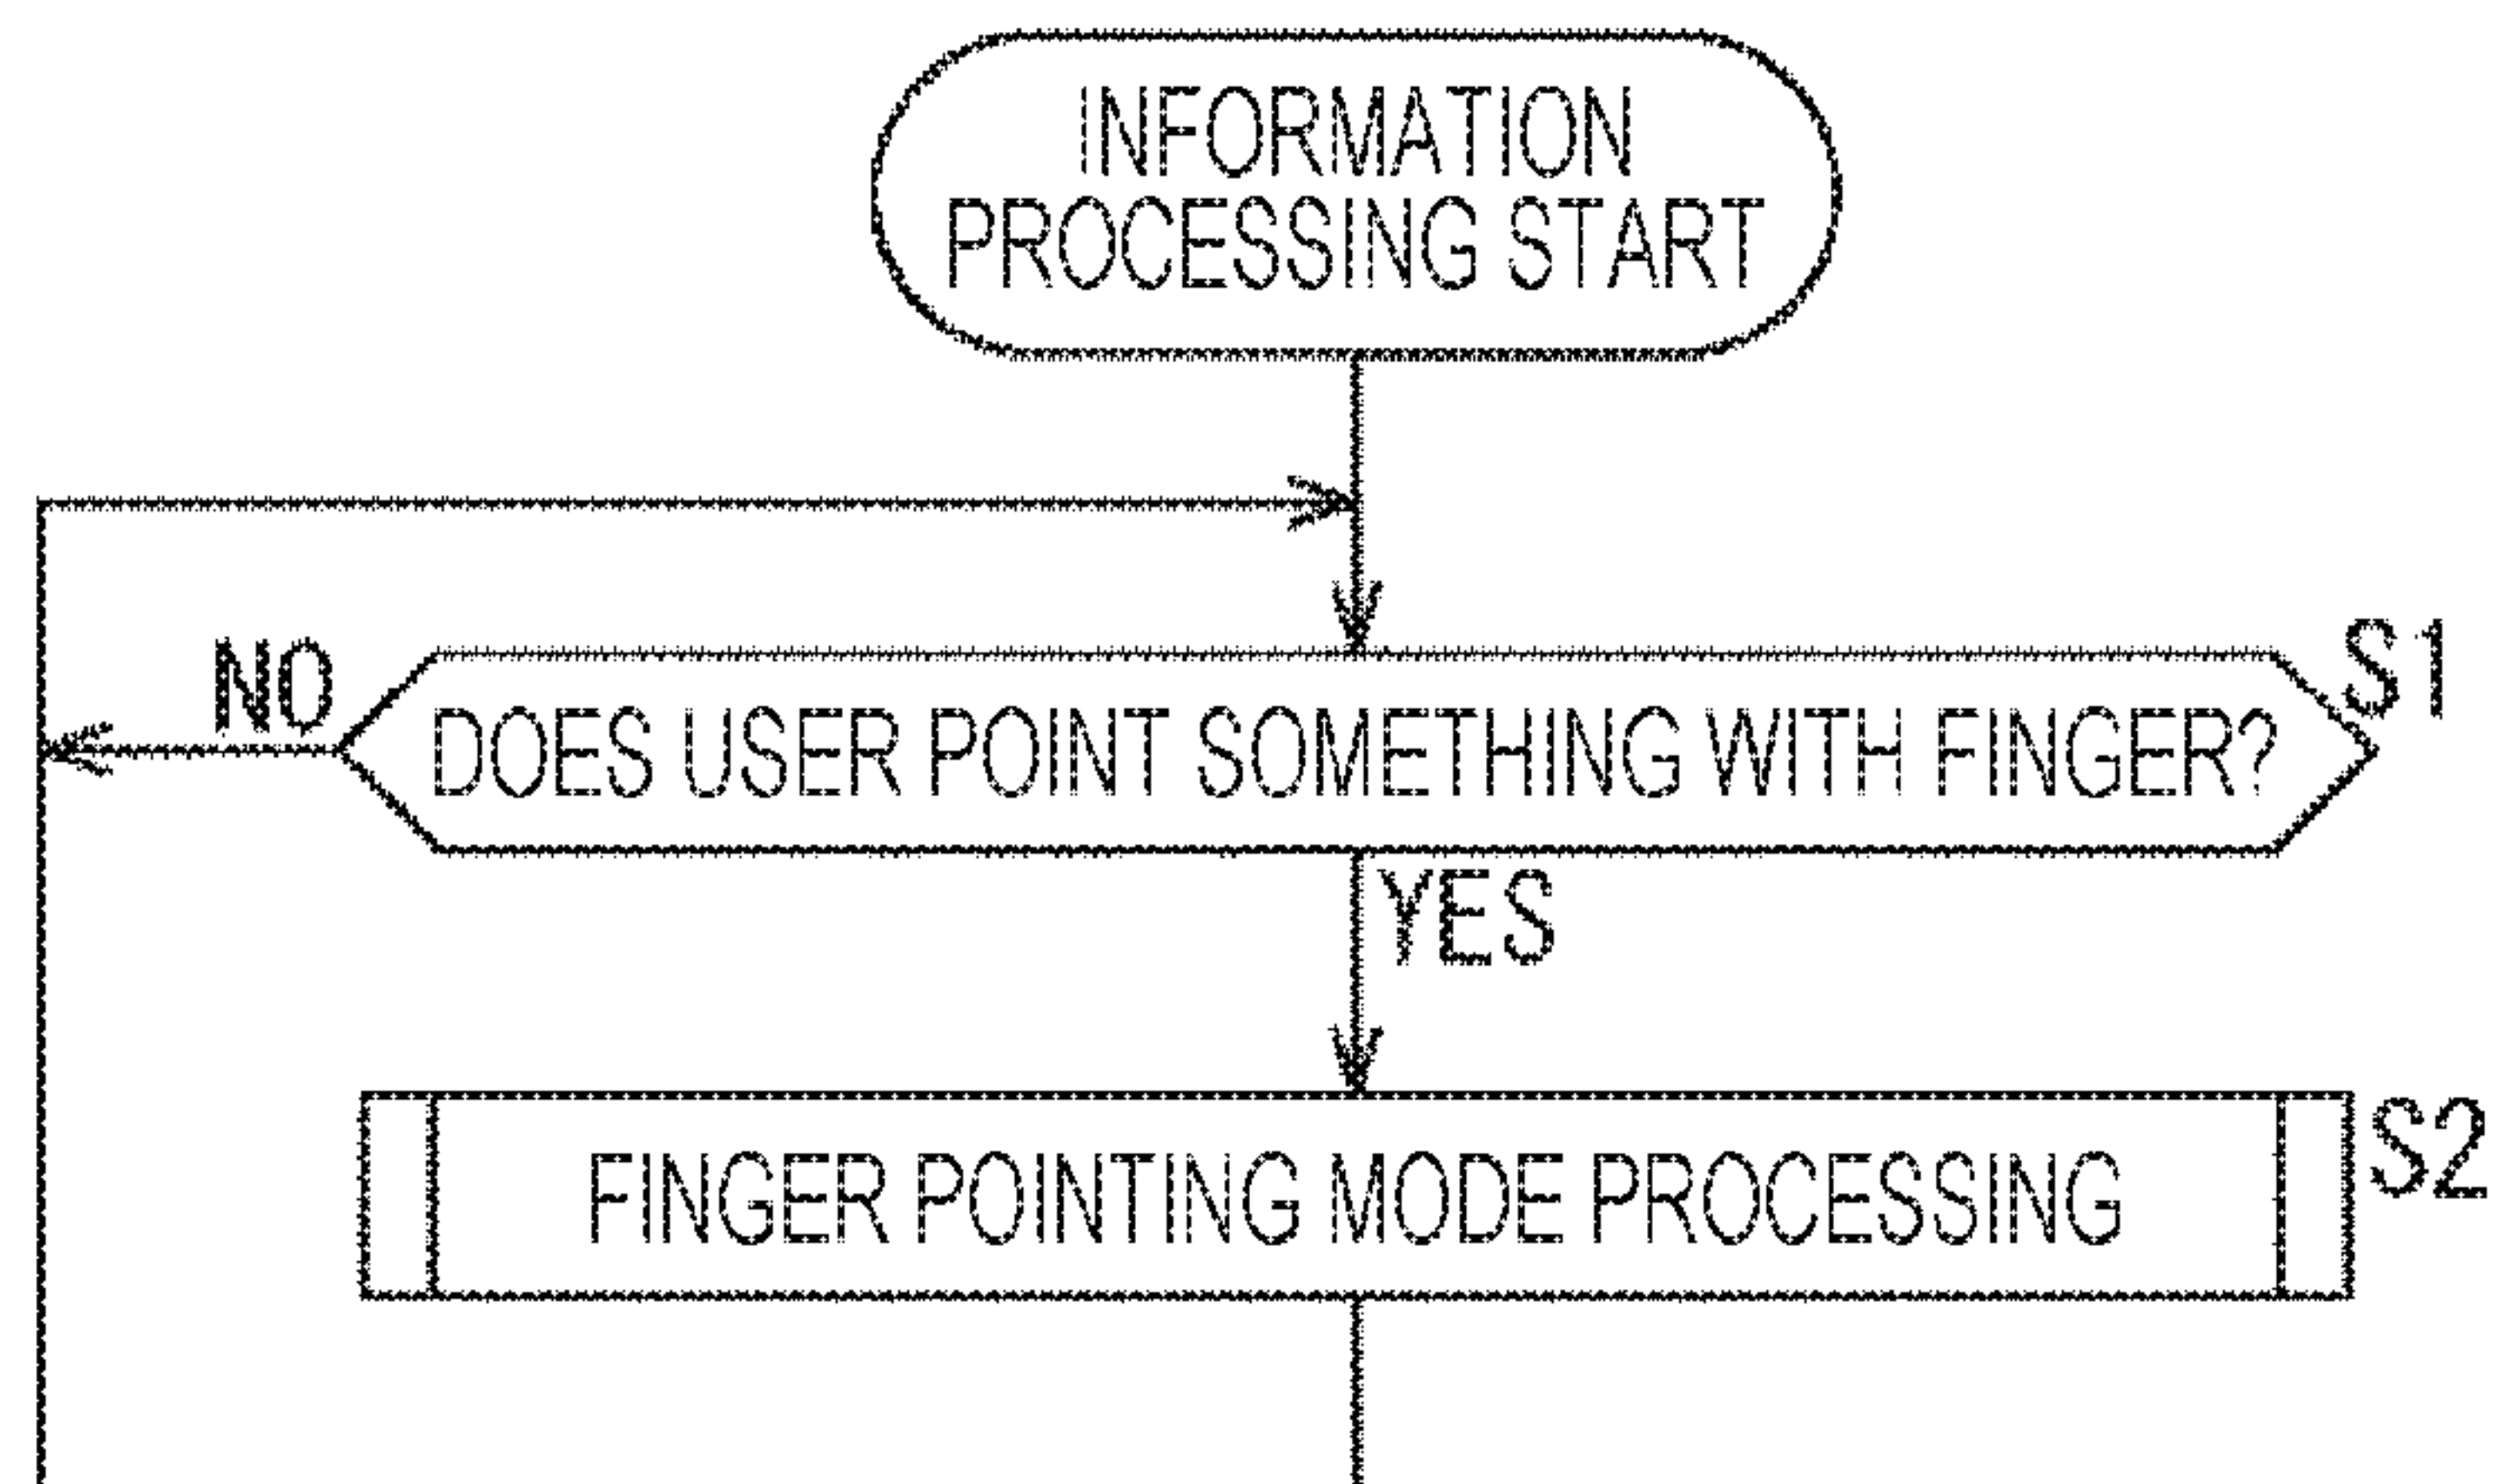 INFORMATION
PROCESSING START
NO
S1
DOES USER POINT SOMETHING WITH FINGER?
YES
S2
FINGER POINTING MODE PROCESSING